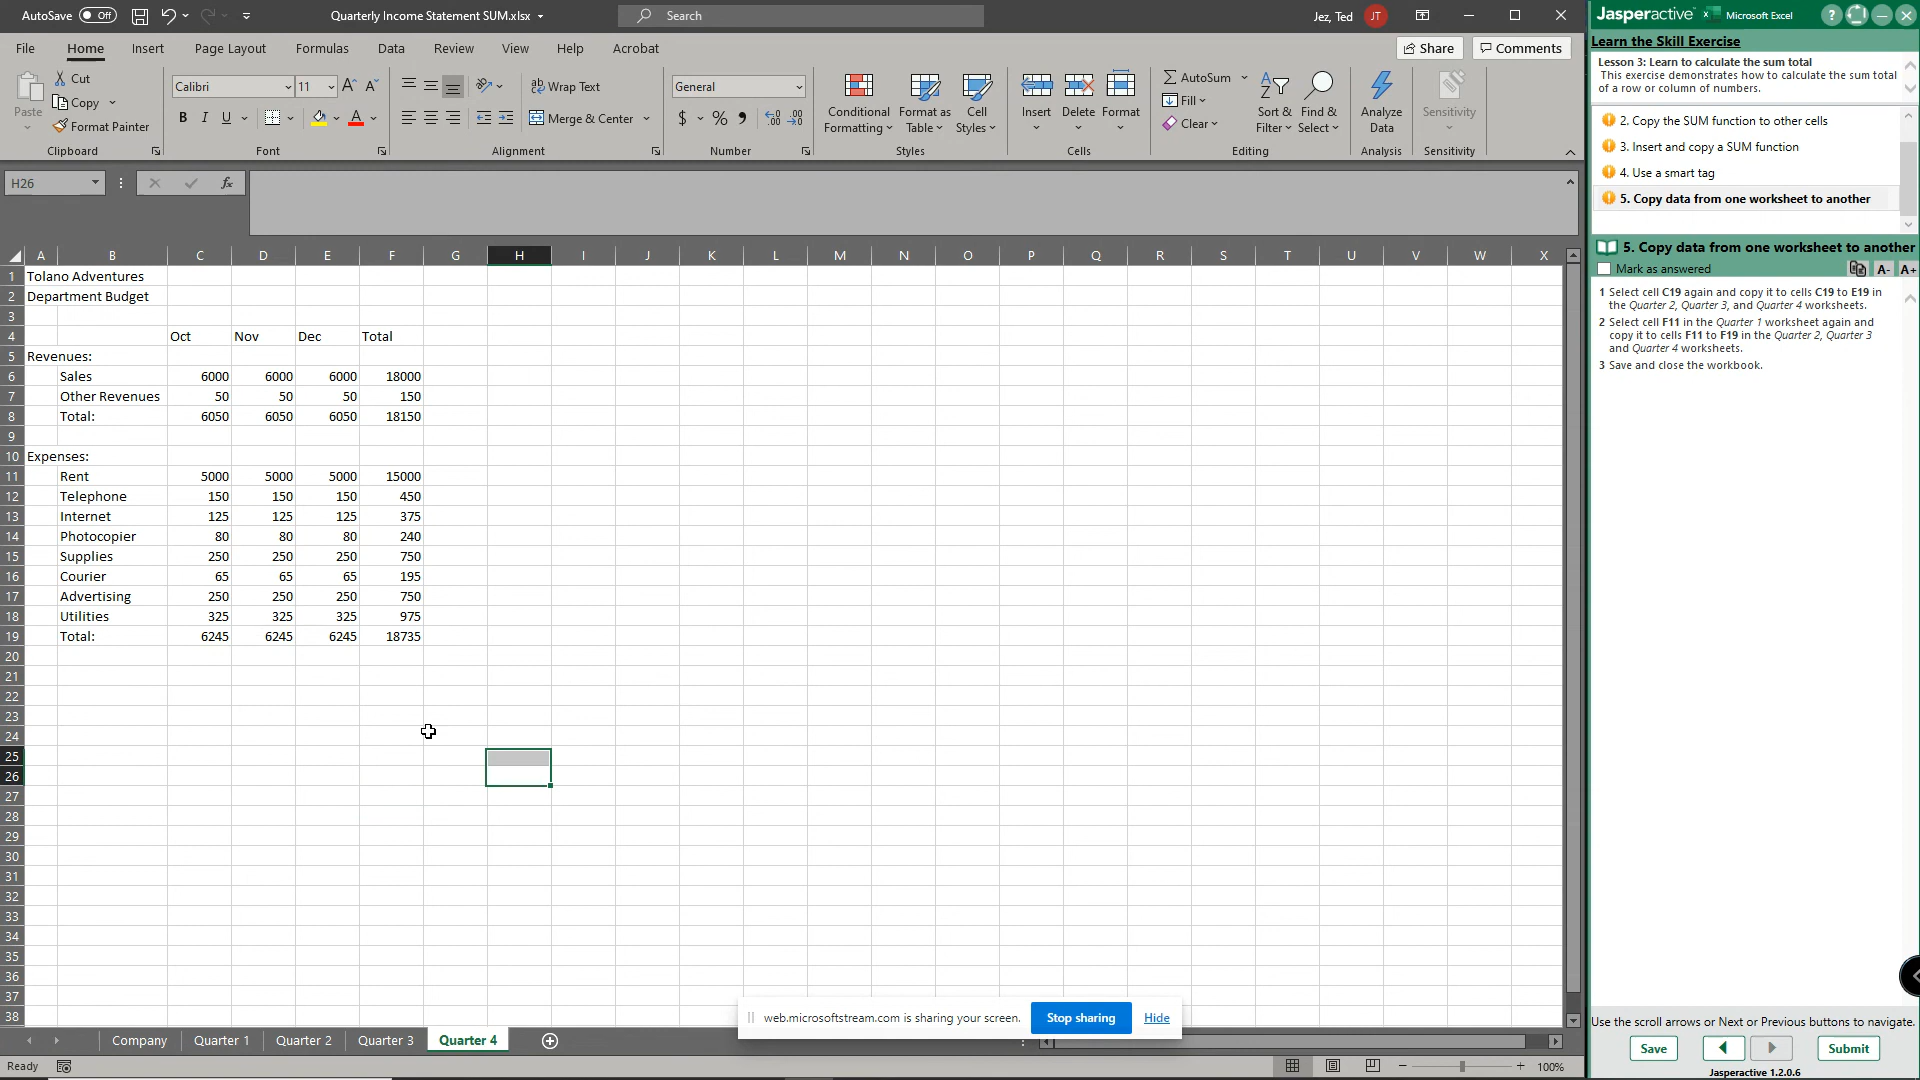 AutoSave Off
Quarterly Income Statement SUM.xlsx
Search
Jez, Ted JT
Jasperactive Microsoft Excel
File Home Insert Page Layout Formulas Data Review View Help Acrobat
Share Comments
Learn the Skill Exercise
Lesson 3: Learn to calculate the sum total
This exercise demonstrates how to calculate the sum total
of a row or column of numbers.
Paste
Cut
Copy
Format Painter
Clipboard
Calibri 11
B I U
Font
ab Wrap Text
Merge & Center
Alignment
General
$ % 9
Number
Conditional Formatting
Format as Table
Cell Styles
Styles
Insert Delete Format
Cells
AutoSum
Fill
Clear
Sort & Filter
Find & Select
Editing
Analyze Data
Analysis
Sensitivity
Sensitivity
2. Copy the SUM function to other cells
3. Insert and copy a SUM function
4. Use a smart tag
5. Copy data from one worksheet to another
H26
fx
5. Copy data from one worksheet to another
Mark as answered A- A+
1 Select cell C19 again and copy it to cells C19 to E19 in
the Quarter 2, Quarter 3, and Quarter 4 worksheets.
2 Select cell F11 in the Quarter 1 worksheet again and
copy it to cells F11 to F19 in the Quarter 2, Quarter 3
and Quarter 4 worksheets.
3 Save and close the workbook.
A B C D E F G H I J K L M N O P Q R S T U V W X
1 Tolano Adventures
2 Department Budget
3
4 Oct Nov Dec Total
5 Revenues:
6 Sales 6000 6000 6000 18000
7 Other Revenues 50 50 50 150
8 Total: 6050 6050 6050 18150
9
10 Expenses:
11 Rent 5000 5000 5000 15000
12 Telephone 150 150 150 450
13 Internet 125 125 125 375
14 Photocopier 80 80 80 240
15 Supplies 250 250 250 750
16 Courier 65 65 65 195
17 Advertising 250 250 250 750
18 Utilities 325 325 325 975
19 Total: 6245 6245 6245 18735
20
21
22
23
24
25
26
27
28
29
30
31
32
33
34
35
36
37
38
web.microsoftstream.com is sharing your screen. Stop sharing Hide
Company Quarter 1 Quarter 2 Quarter 3 Quarter 4
Ready
100%
Use the scroll arrows or Next or Previous buttons to navigate.
Save Submit
Jasperactive 1.2.0.6